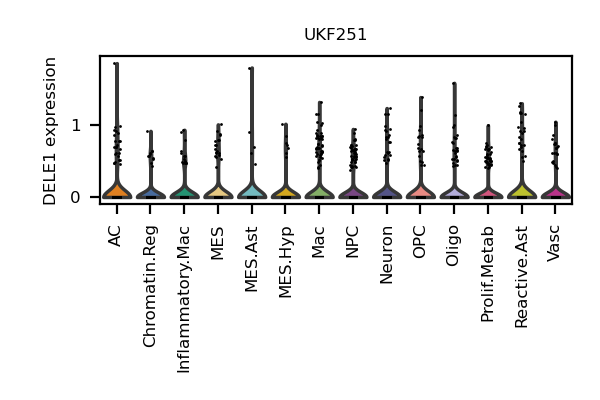 UKF251
DELE1 expression
1
0
AC
Chromatin.Reg
Inflammatory.Mac
MES
MES.Ast
MES.Hyp
Mac
NPC
Neuron
OPC
Oligo
Prolif.Metab
Reactive.Ast
Vasc